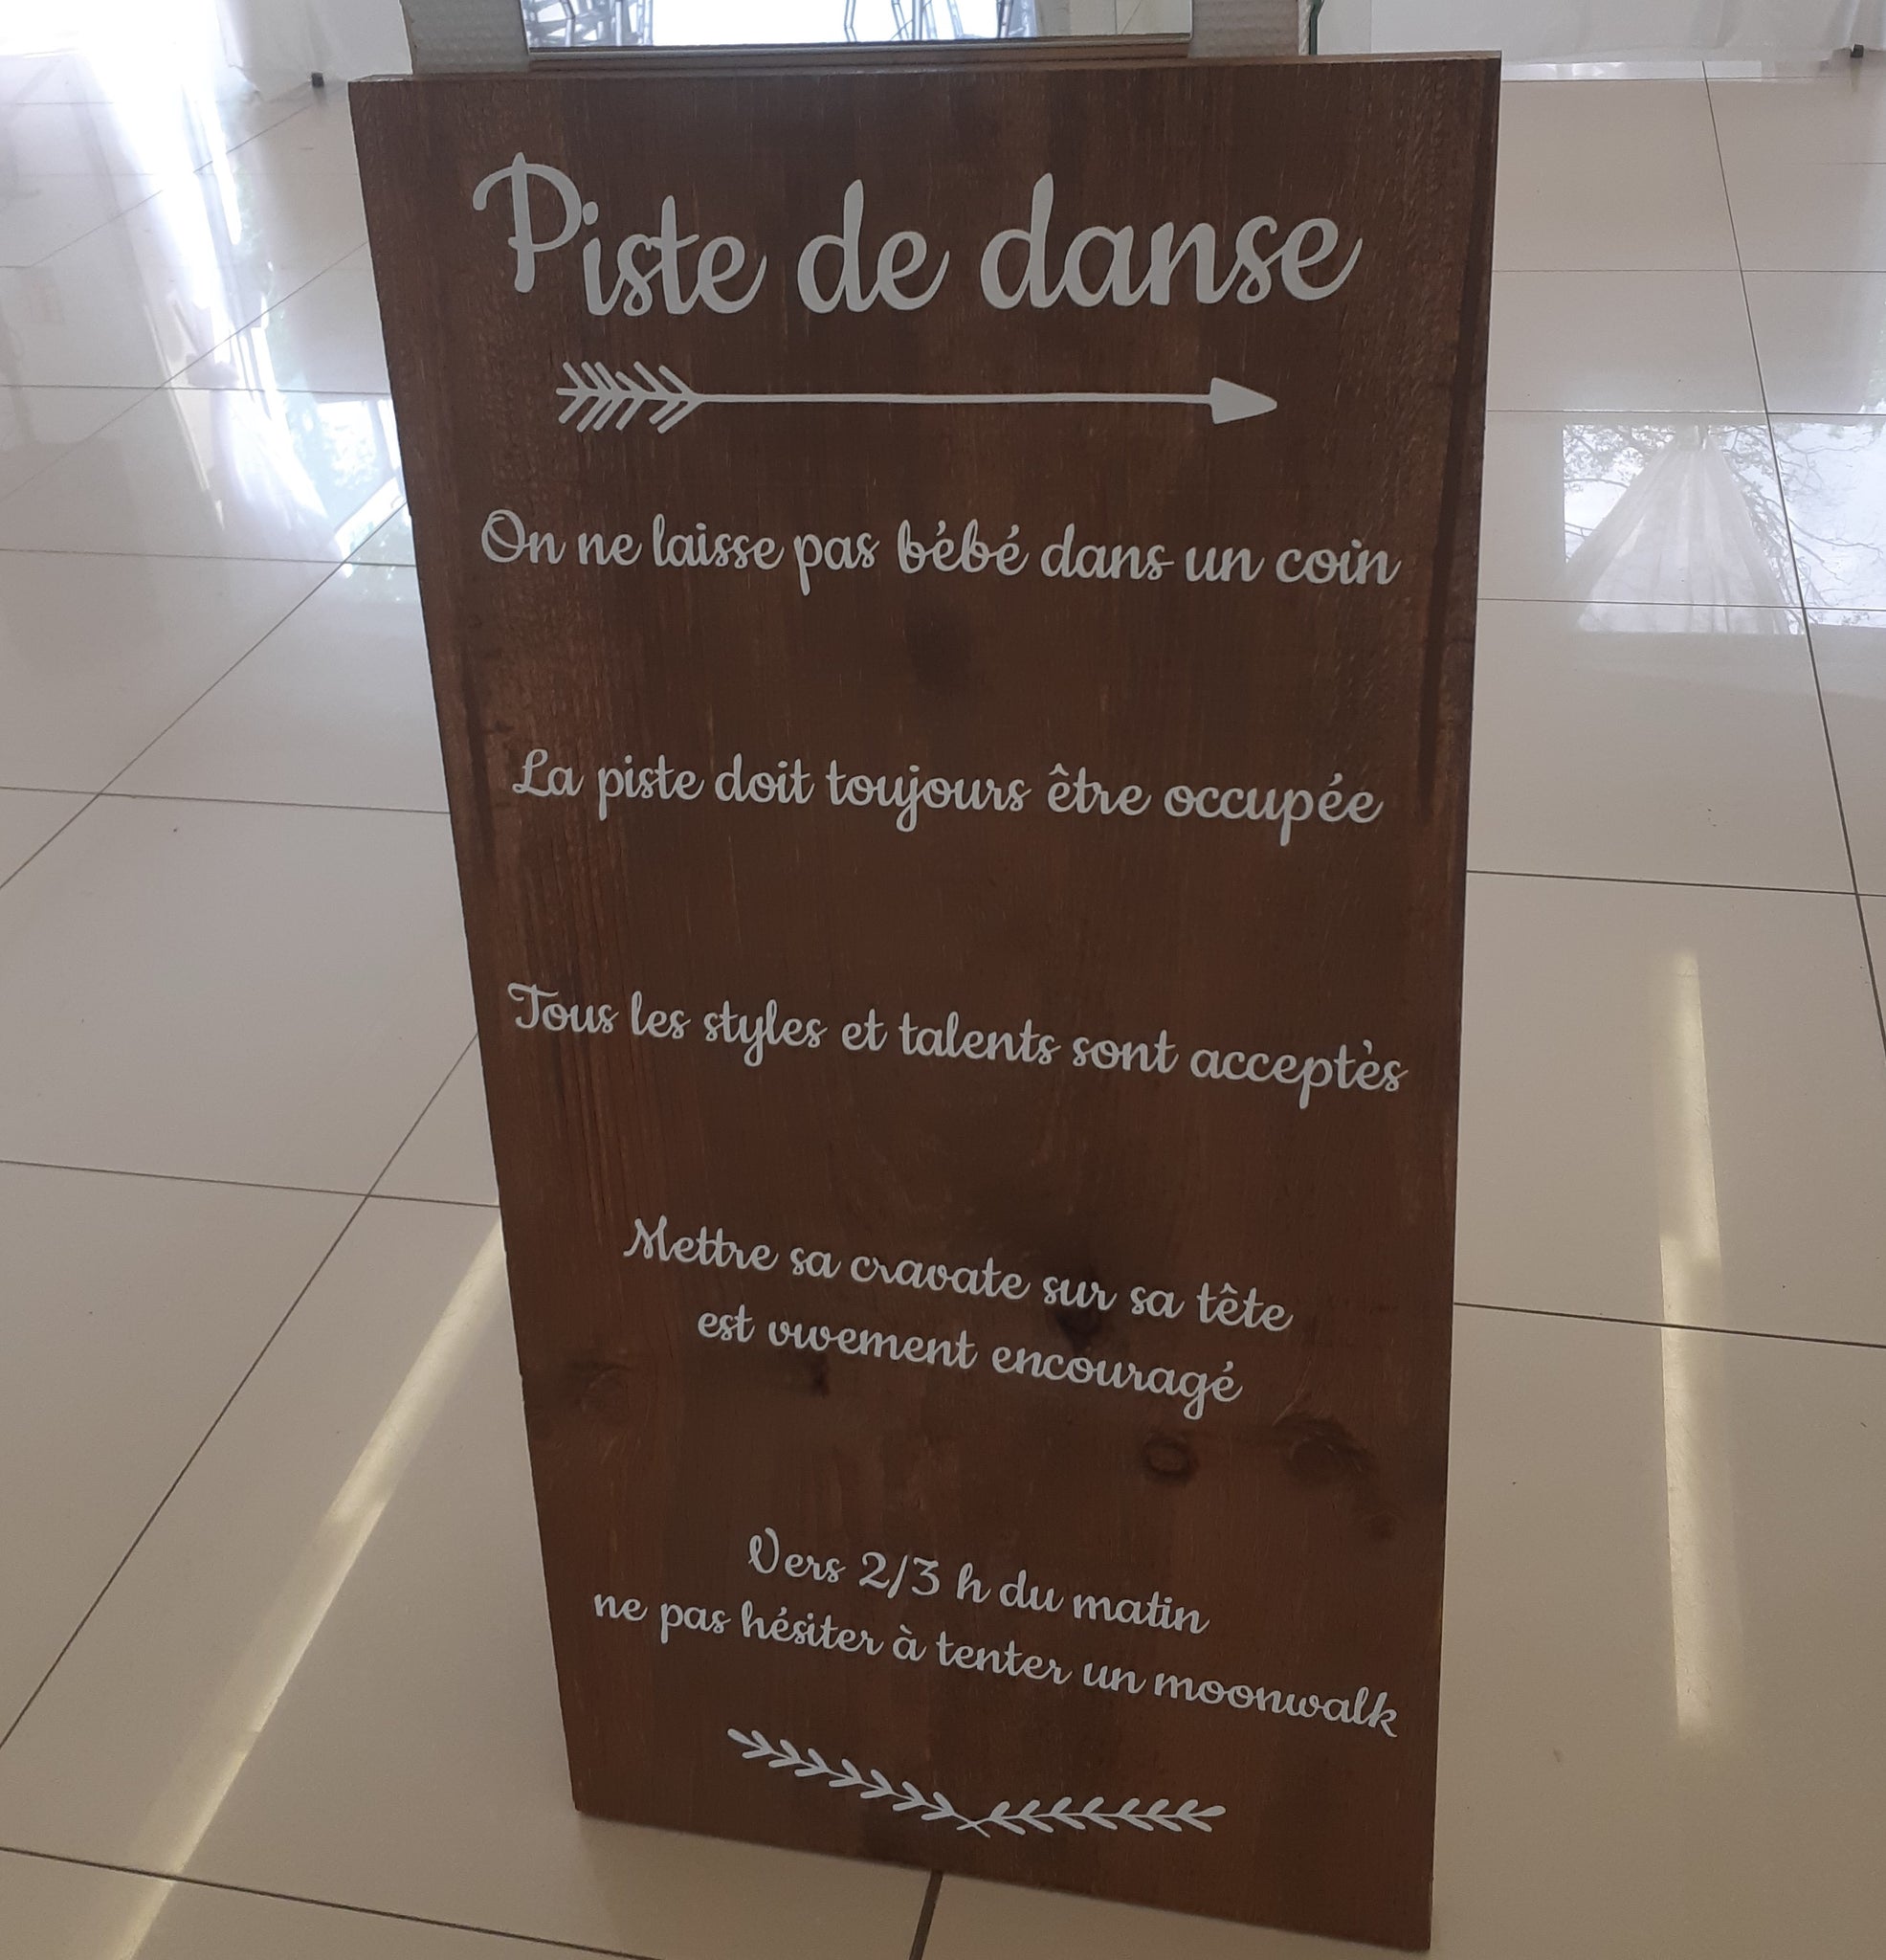 Piste de danse
On ne laisse pas bébé dans un coin
La piste doit toujours être occupée
Tous les styles et talents sont acceptès
Mettre sa cravate sur sa tête
est vivement encouragé
Vers 2/3 h du matin
ne pas hésiter à tenter un moonwalk